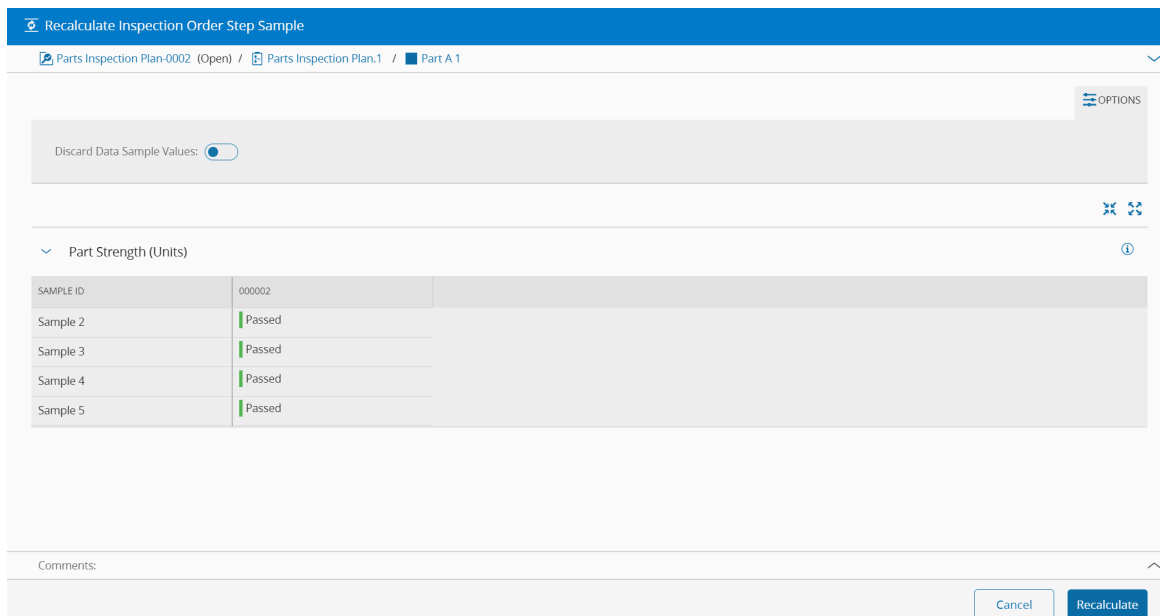 Recalculate Inspection Order Step Sample
Parts Inspection Plan-0002 (Open) / Parts Inspection Plan.1 / Part A 1
OPTIONS
Discard Data Sample Values:
Part Strength (Units)
SAMPLE ID 000002
Sample 2 Passed
Sample 3 Passed
Sample 4 Passed
Sample 5 Passed
Comments:
Cancel Recalculate